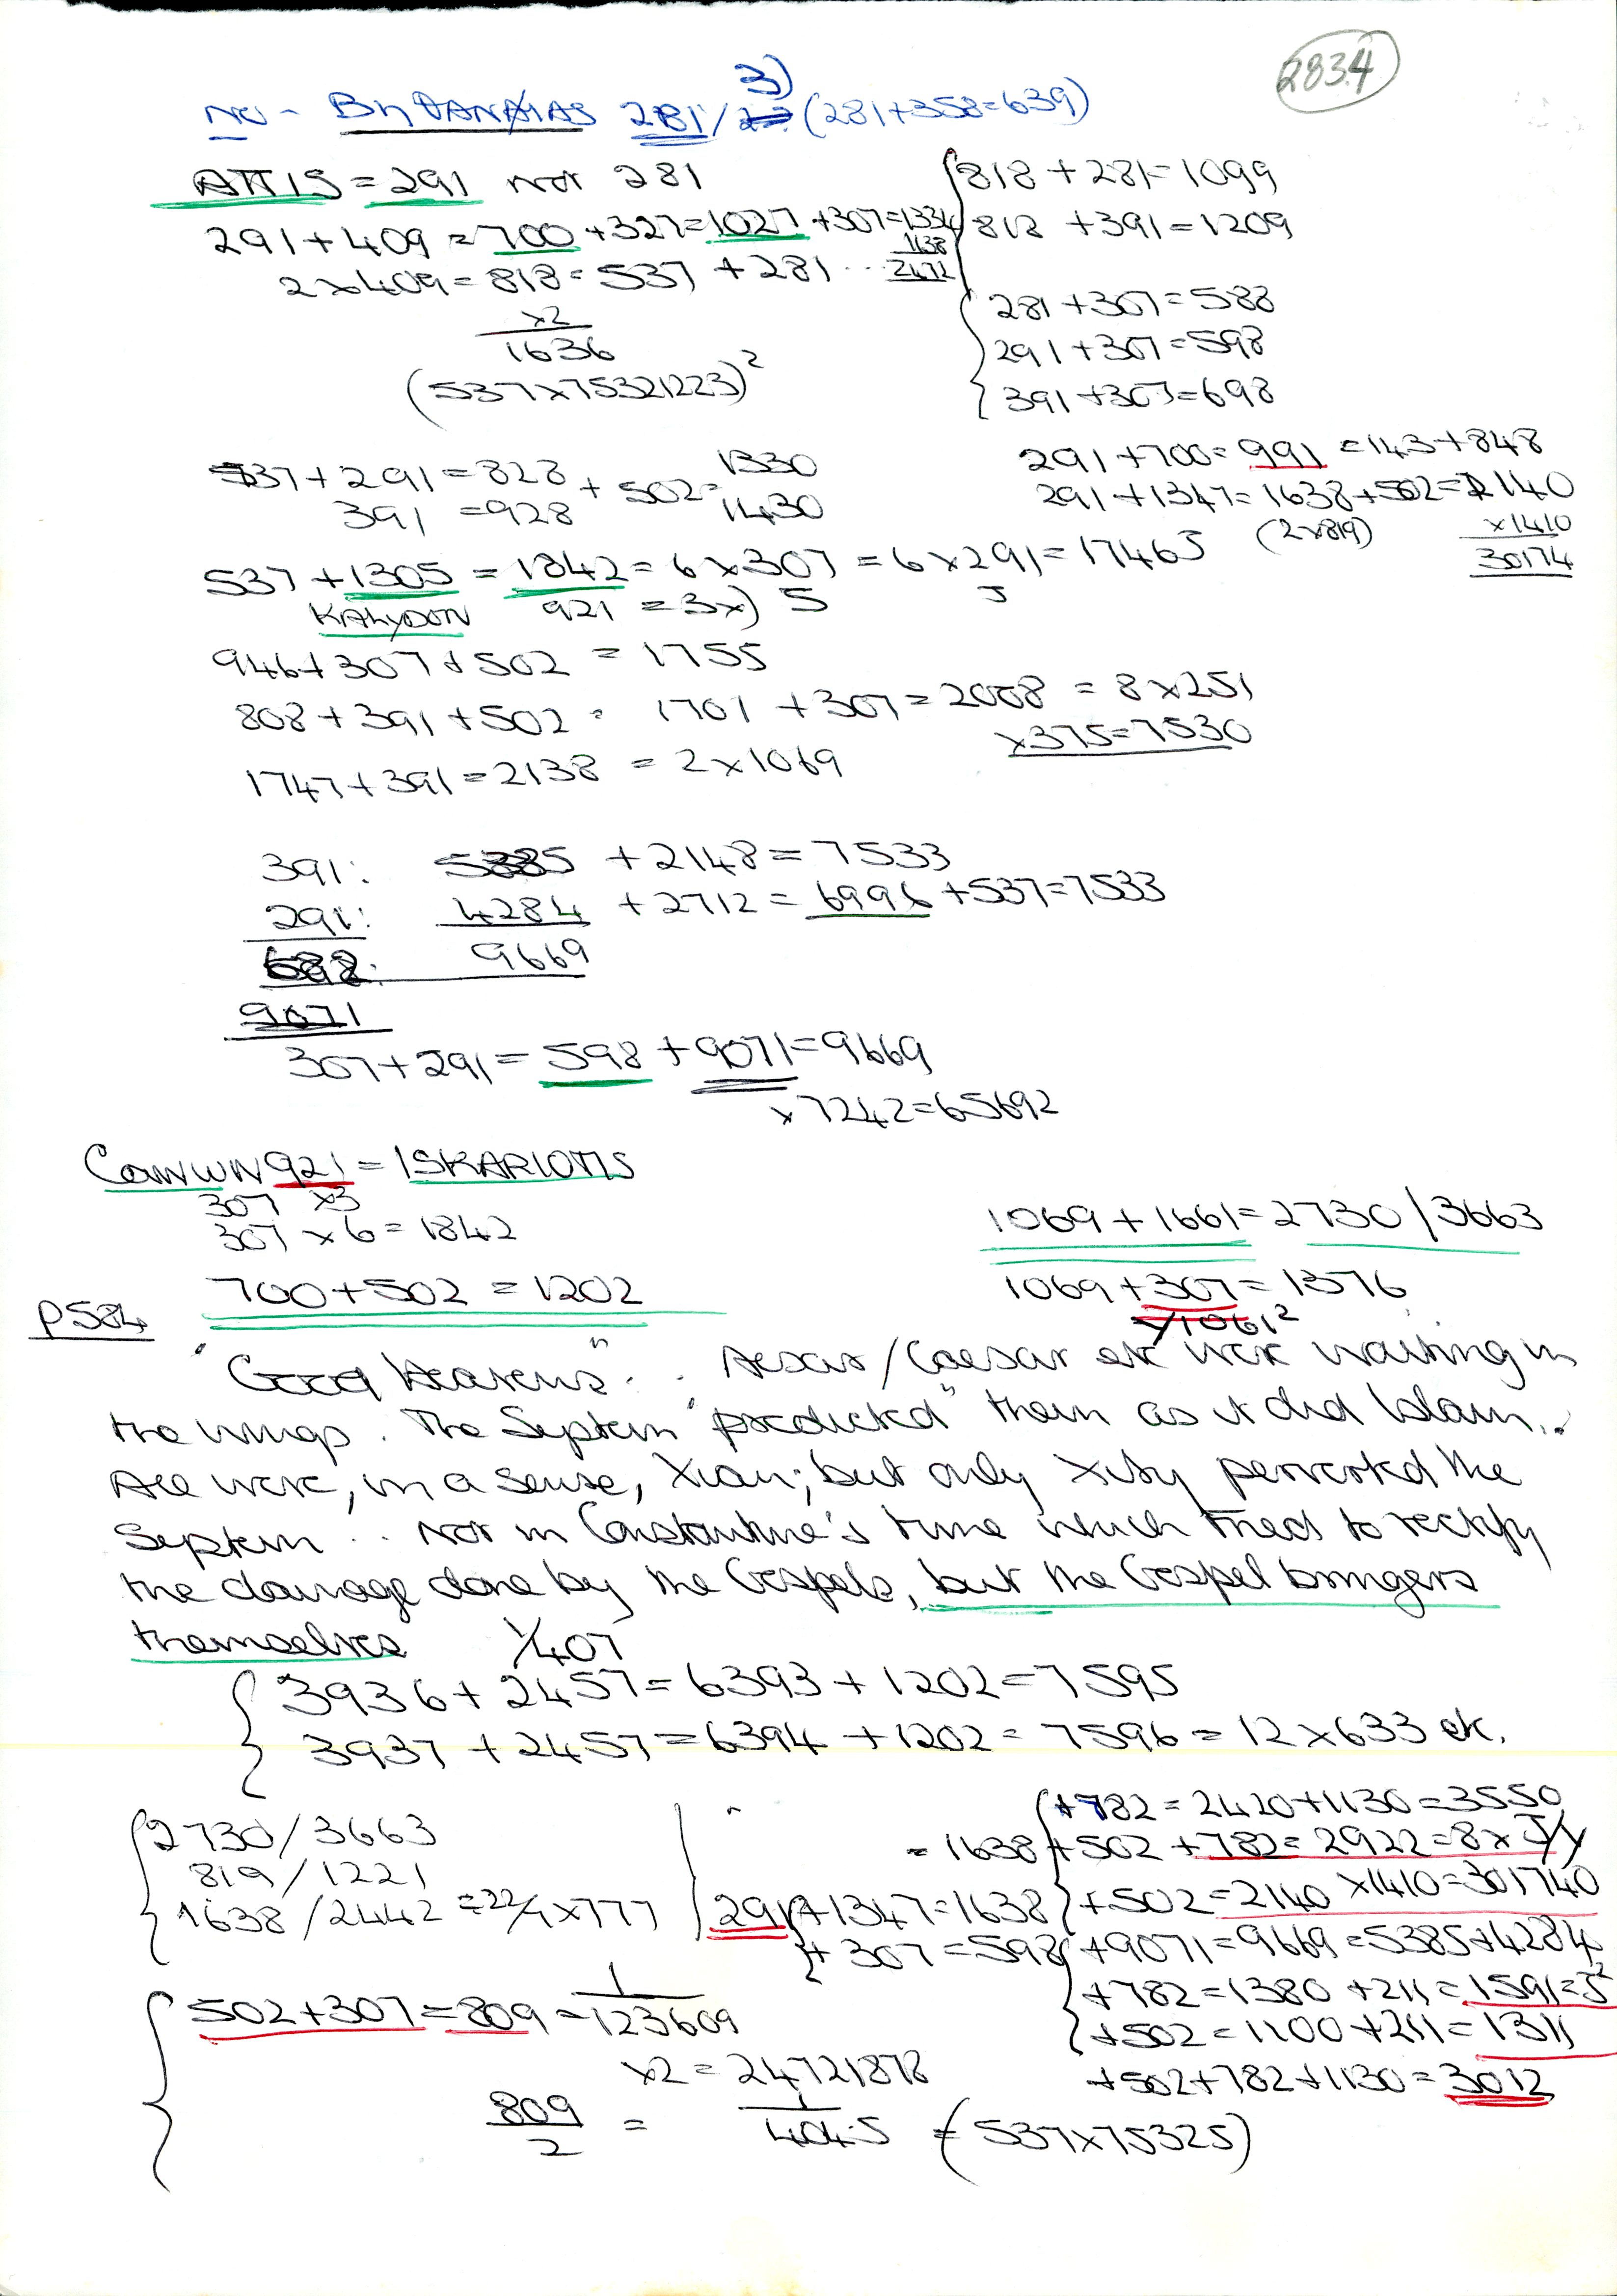 2834
3)
NO - 281 / (281+358=639)
ATTIS = 291 not 281
291 + 409 = 700 + 327 = 1027 + 307 = 1334
1138
2472
2 x 409 = 818 = 537 + 281 ..
x2
1636
(537 x 75321223)²
818 + 281 = 1099
818 + 391 = 1209
281 + 307 = 588
291 + 307 = 598
391 + 307 = 698
537 + 291 = 828 + 502 = 1330
391 = 928 1430
291 + 700 = 991 = 143 + 848
291 + 1347 = 1638 + 502 = 2140
(2x819) x1410
30174
537 + 1305 = 1842 = 6 x 307 = 6 x 291 = 17465
KALYDON 921 = 3x) 5 5
946 + 307 + 502 = 1755
808 + 391 + 502 = 1701 + 307 = 2008 = 8 x 251
x375=7530
1747 + 391 = 2138 = 2 x 1069
391: 5385 + 2148 = 7533
291: 4284 + 2712 = 6996 + 537 = 7533
682: 9669
9071
307 + 291 = 598 + 9071 = 9669
x 7242 = 65692
921 = ISKARIOTIS
307 x3
307 x 6 = 1842
1069 + 1661 = 2730 / 3663
700 + 502 = 1202
1069 + 307 = 1376
x1061²
P584
"Good Heavens" .. Aesar/Caesar etc were waiting in
the wings. The System "predicted" them as it did Islam..
All were, in a sense, Xian; but only Xity perverted the
System .. Not in Constantine's time which tried to rectify
the damage done by the Gospels, but the Gospel bringers
themselves 1/407
3936 + 2457 = 6393 + 1202 = 7595
3937 + 2457 = 6394 + 1202 = 7596 = 12 x 633 etc.
2730 / 3663
819 / 1221
1638 / 2442 = 22/7 x 777
+ 782 = 2420 + 1130 = 3550
= 1638 + 502 + 782 = 2922 = 8 x J/Y
291 + 1347 = 1638 + 502 = 2140 x1410 = 301740
+ 307 = 598 + 9071 = 9669 = 5385 + 4284
+ 782 = 1380 + 211 = 1591 = J²
+ 502 = 1100 + 211 = 1311
+ 502 + 782 + 1130 = 3012
502 + 307 = 809 = 1/123609
x2 = 24721878
809/2 = 1/404.5 = (537 x 75325)